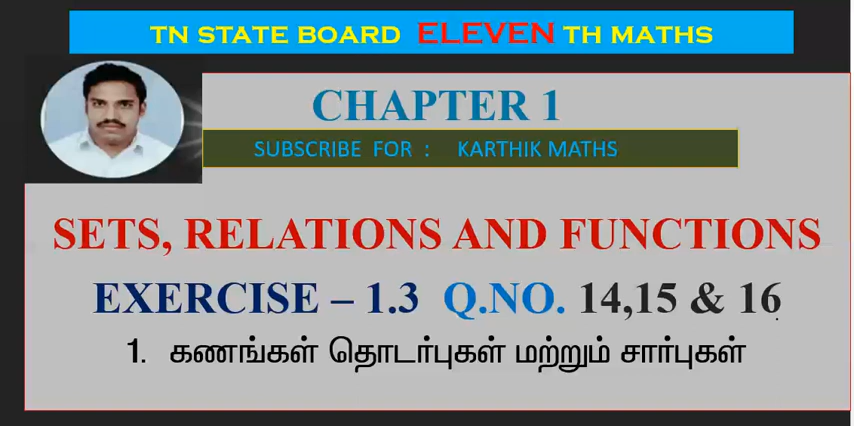 TN STATE BOARD ELEVEN TH MATHS
CHAPTER 1
SUBSCRIBE FOR : KARTHIK MATHS
SETS, RELATIONS AND FUNCTIONS
EXERCISE – 1.3 Q.NO. 14,15 & 16
1. கணங்கள் தொடர்புகள் மற்றும் சார்புகள்